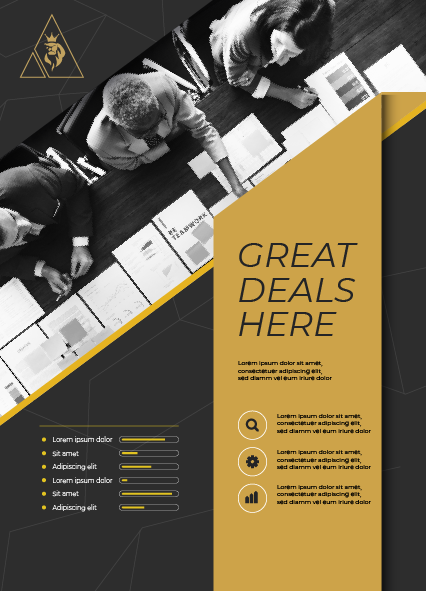 BE
TEAMWORK
GREAT
DEALS
HERE
Lorem ipsum dolor sit amet,
consectetuer adipiscing elit,
sed diamm vel eum iriure dolor
Lorem ipsum dolor sit amet,
consectetuer adipiscing elit,
sed diamm vel eum iriure dolor
Lorem ipsum dolor sit amet,
consectetuer adipiscing elit,
sed diamm vel eum iriure dolor
Lorem ipsum dolor sit amet,
consectetuer adipiscing elit,
sed diamm vel eum iriure dolor
Lorem ipsum dolor
Sit amet
Adipiscing elit
Lorem ipsum dolor
Sit amet
Adipiscing elit